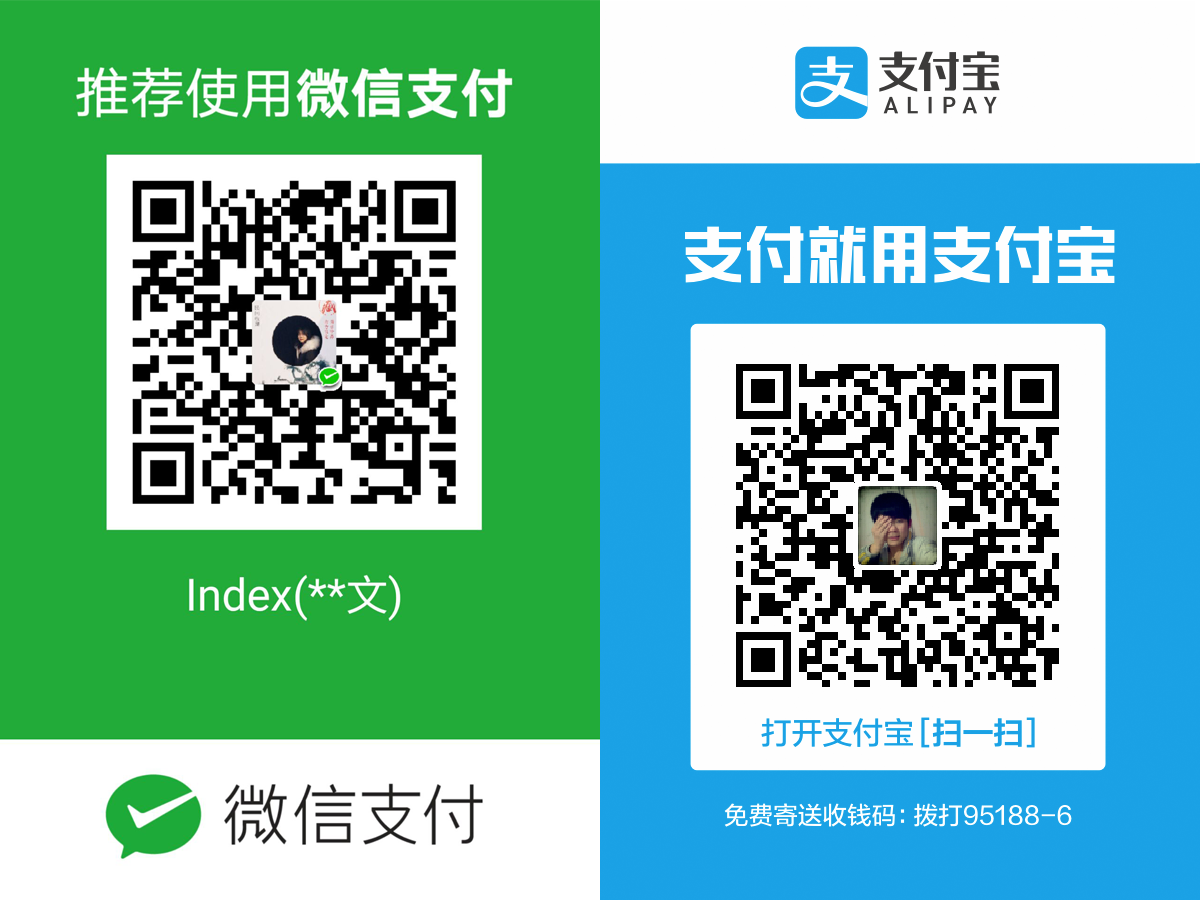 推荐使用微信支付
Index(**文)
微信支付
支付宝
ALIPAY
支付就用支付宝
打开支付宝[扫一扫]
免费寄送收钱码：拨打95188-6